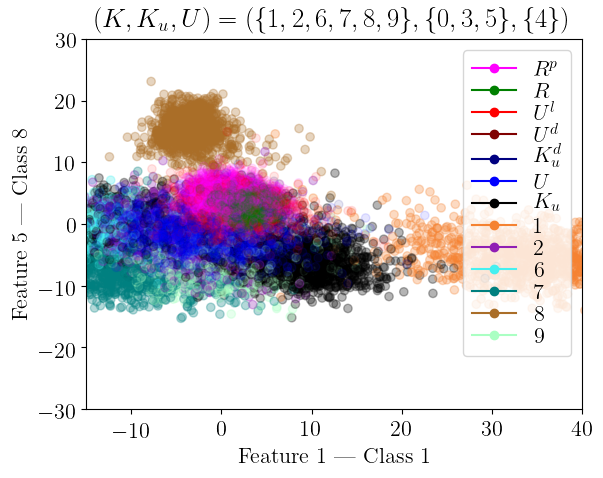 (K, K_u, U) = ({1, 2, 6, 7, 8, 9}, {0, 3, 5}, {4})
30
20
10
0
−10
−20
−30
−10
0
10
20
30
40
Feature 5 — Class 8
Feature 1 — Class 1
R^p
R
U^l
U^d
K_u^d
U
K_u
1
2
6
7
8
9